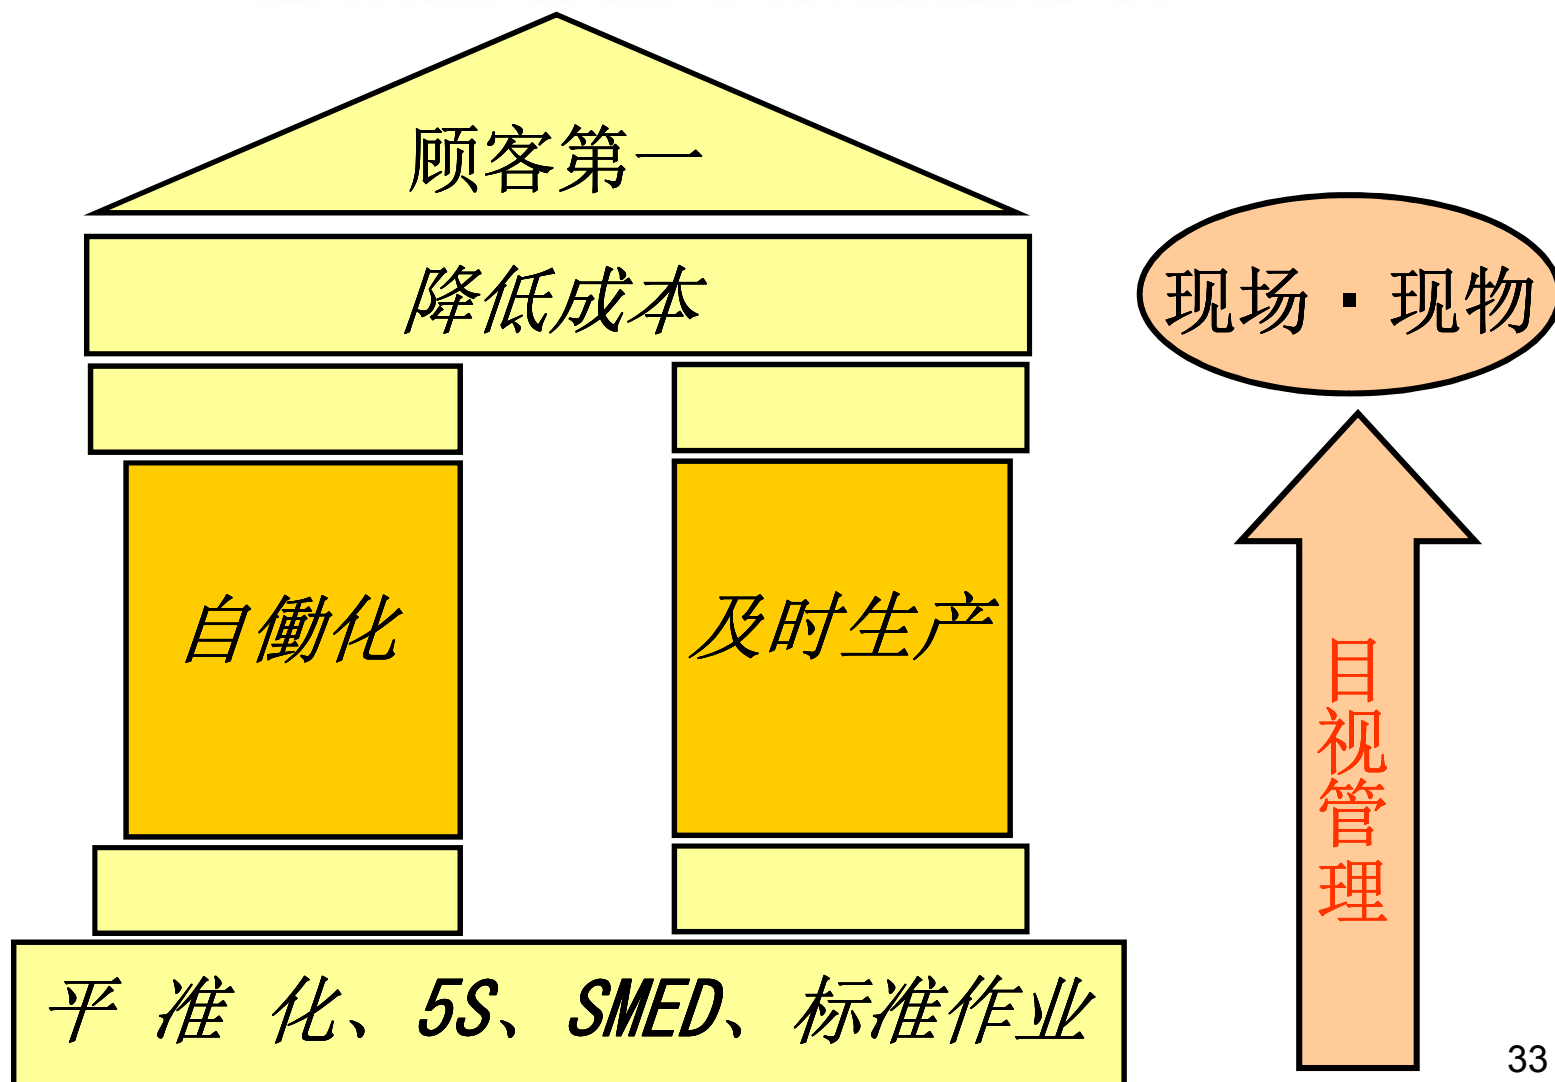 顾客第一
降低成本
自働化
及时生产
平 准 化、5S、SMED、标准作业
现场・现物
目视管理
33